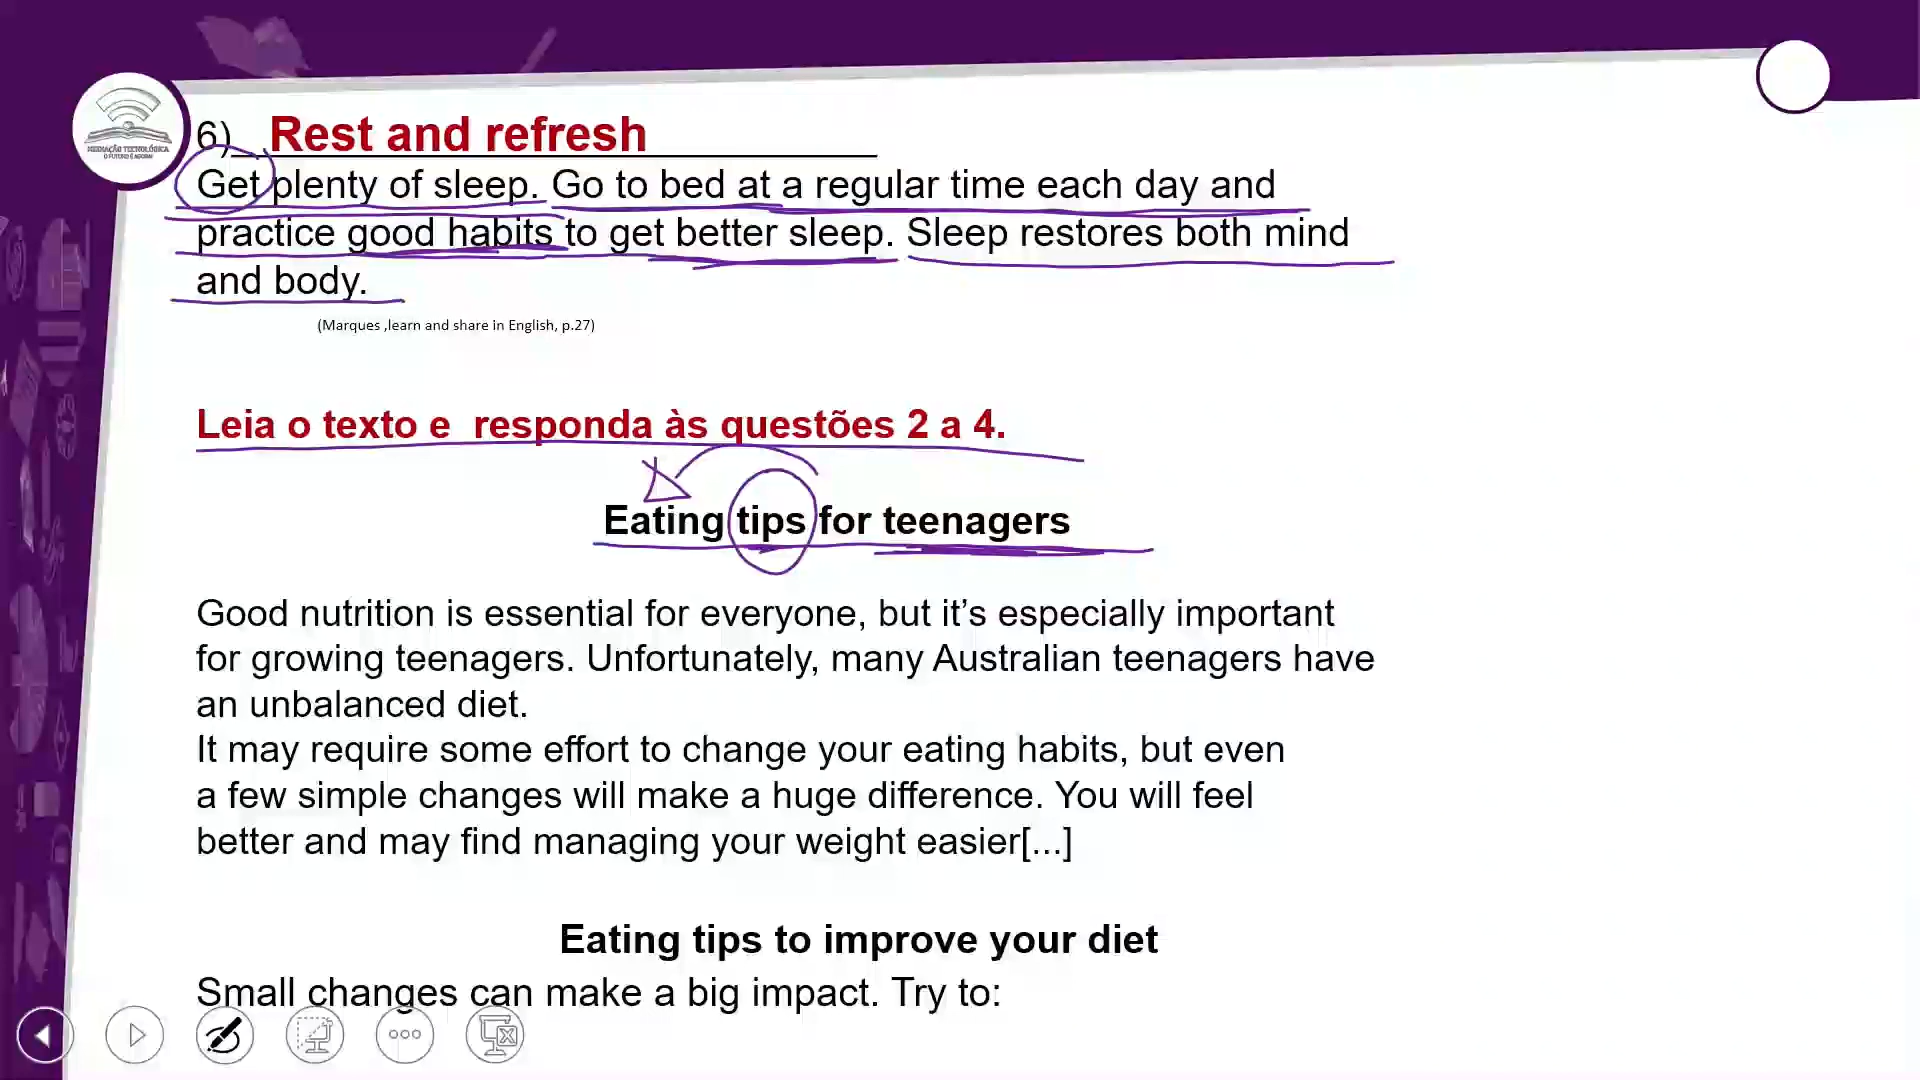 MEDIAÇÃO TECNOLÓGICA
O FUTURO É AGORA!
6) Rest and refresh
Get plenty of sleep. Go to bed at a regular time each day and
practice good habits to get better sleep. Sleep restores both mind
and body.
(Marques ,learn and share in English, p.27)
Leia o texto e responda às questões 2 a 4.
Eating tips for teenagers
Good nutrition is essential for everyone, but it’s especially important
for growing teenagers. Unfortunately, many Australian teenagers have
an unbalanced diet.
It may require some effort to change your eating habits, but even
a few simple changes will make a huge difference. You will feel
better and may find managing your weight easier[...]
Eating tips to improve your diet
Small changes can make a big impact. Try to: